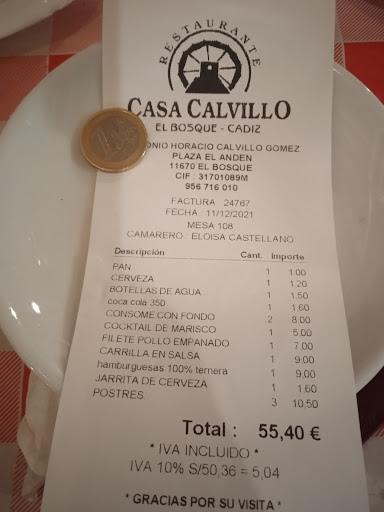 RESTAURANTE
CASA CALVILLO
EL BOSQUE - CADIZ
ONIO HORACIO CALVILLO GOMEZ
PLAZA EL ANDEN
11670 EL BOSQUE
CIF : 31701089M
956 716 010
FACTURA 24767
FECHA 11/12/2021
MESA 108
CAMARERO ELOISA CASTELLANO
Descripción Cant. Importe
PAN 1 1.00
CERVEZA 1 1.20
BOTELLAS DE AGUA 1 1.50
coca cola 350 1 1.60
CONSOME CON FONDO 2 8.00
COCKTAIL DE MARISCO 1 5.00
FILETE POLLO EMPANADO 1 7.00
CARRILLA EN SALSA 1 9,00
hamburguesas 100% ternera 1 9,00
JARRITA DE CERVEZA 1 1.60
POSTRES 3 10,50
Total : 55,40 €
* IVA INCLUIDO *
IVA 10% S/50,36 = 5,04
* GRACIAS POR SU VISITA *